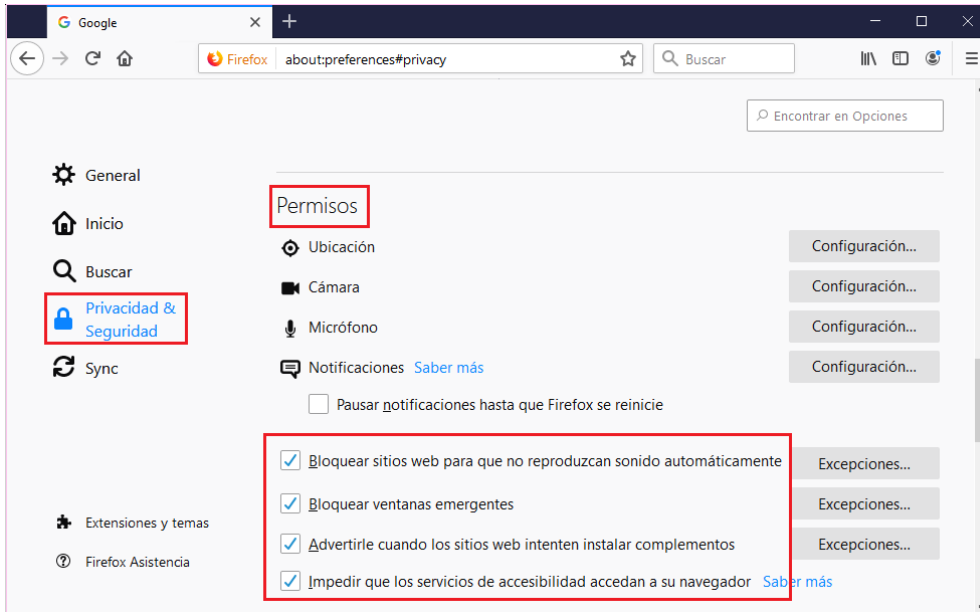 Google
Firefox about:preferences#privacy Buscar
Encontrar en Opciones
General
Inicio
Buscar
Privacidad &
Seguridad
Sync
Extensiones y temas
Firefox Asistencia
Permisos
Ubicación Configuración...
Cámara Configuración...
Micrófono Configuración...
Notificaciones Saber más Configuración...
Pausar notificaciones hasta que Firefox se reinicie
Bloquear sitios web para que no reproduzcan sonido automáticamente Excepciones...
Bloquear ventanas emergentes Excepciones...
Advertirle cuando los sitios web intenten instalar complementos Excepciones...
Impedir que los servicios de accesibilidad accedan a su navegador Saber más